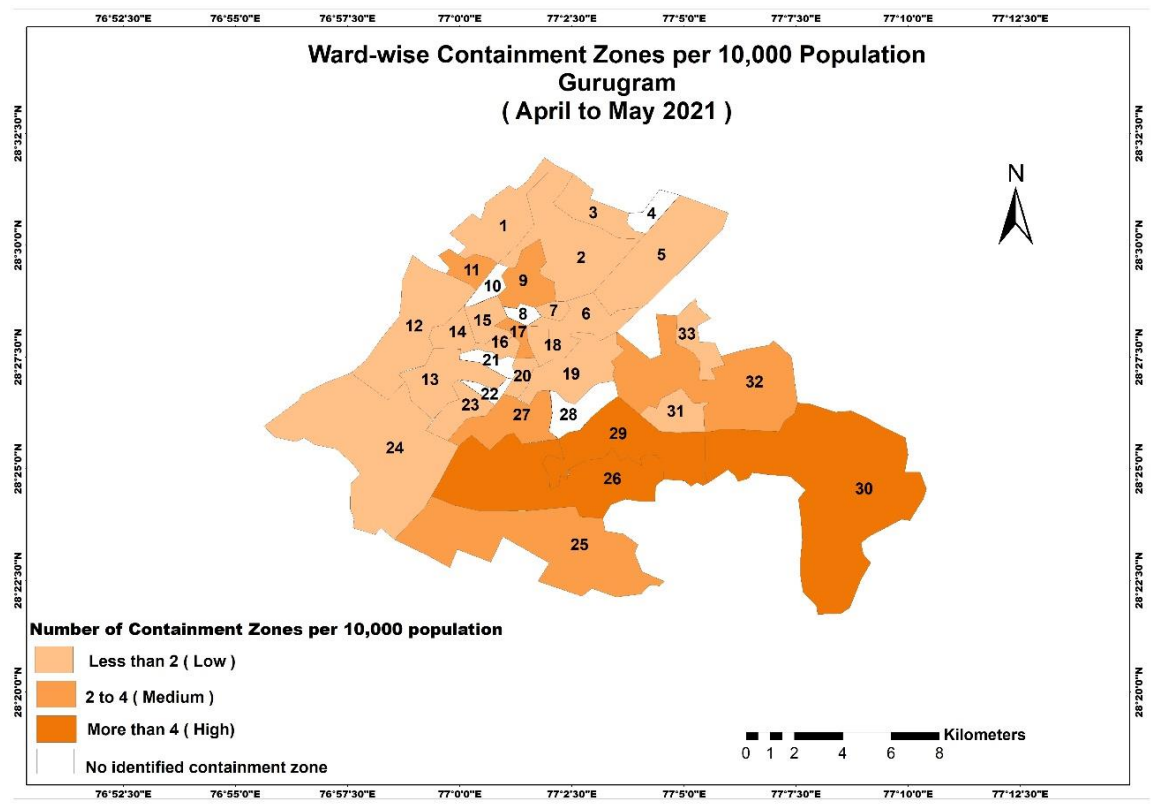 76°52'30"E 76°55'0"E 76°57'30"E 77°0'0"E 77°2'30"E 77°5'0"E 77°7'30"E 77°10'0"E 77°12'30"E
Ward-wise Containment Zones per 10,000 Population
Gurugram
( April to May 2021 )
28°32'30"N 28°32'30"N
N
3 4
1
28°30'0"N 28°30'0"N
2 5
11 9
10
8 7 6
15 12 14 17 33
16 18
28°27'30"N 28°27'30"N
21
13 20 19 32
22
23 27 28 31
29
24
28°25'0"N 28°25'0"N
26 30
25
28°22'30"N 28°22'30"N
Number of Containment Zones per 10,000 population
Less than 2 ( Low )
2 to 4 ( Medium )
28°20'0"N 28°20'0"N
More than 4 ( High)
Kilometers
0 1 2 4 6 8
No identified containment zone
76°52'30"E 76°55'0"E 76°57'30"E 77°0'0"E 77°2'30"E 77°5'0"E 77°7'30"E 77°10'0"E 77°12'30"E